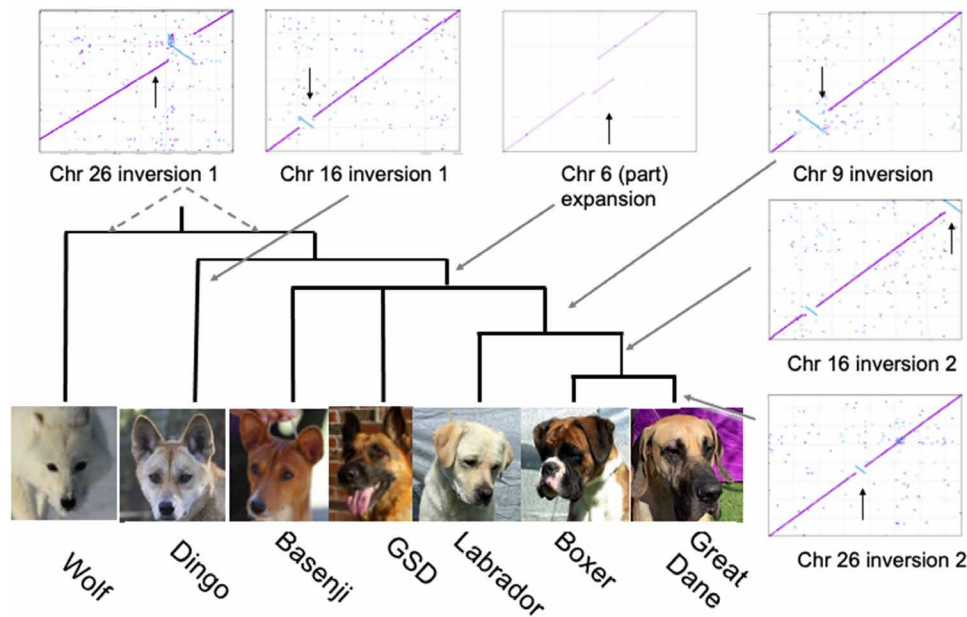 Chr 26 inversion 1
Chr 16 inversion 1
Chr 6 (part)
expansion
Chr 9 inversion
Chr 16 inversion 2
Chr 26 inversion 2
Wolf
Dingo
Basenji
GSD
Labrador
Boxer
Great
Dane